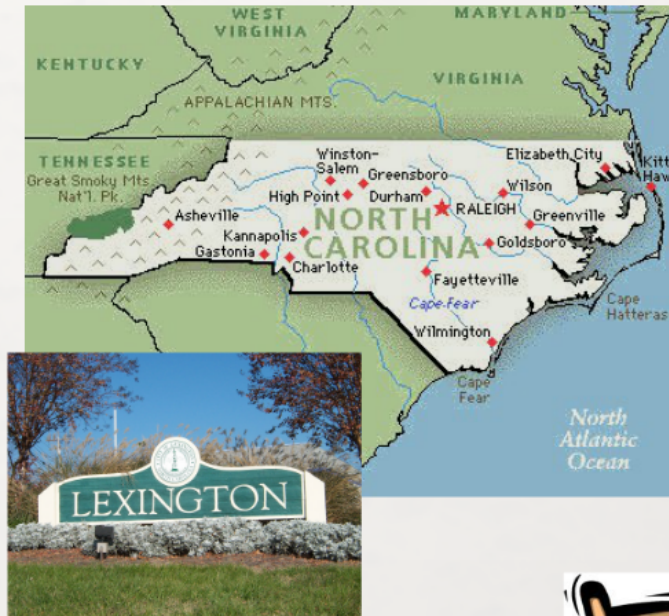 WEST
VIRGINIA
MARYLAND
KENTUCKY
VIRGINIA
APPALACHIAN MTS.
TENNESSEE
Great Smoky Mts.
Nat'l. Pk.
Winston-
Salem
Greensboro
Elizabeth City
Kitt
Haw
High Point
Durham
Wilson
RALEIGH
Asheville
NORTH
CAROLINA
Greenville
Kannapolis
Goldsboro
Gastonia
Charlotte
Fayetteville
Cape Fear
Cape
Hatteras
Wilmington
Cape
Fear
North
Atlantic
Ocean
LEXINGTON